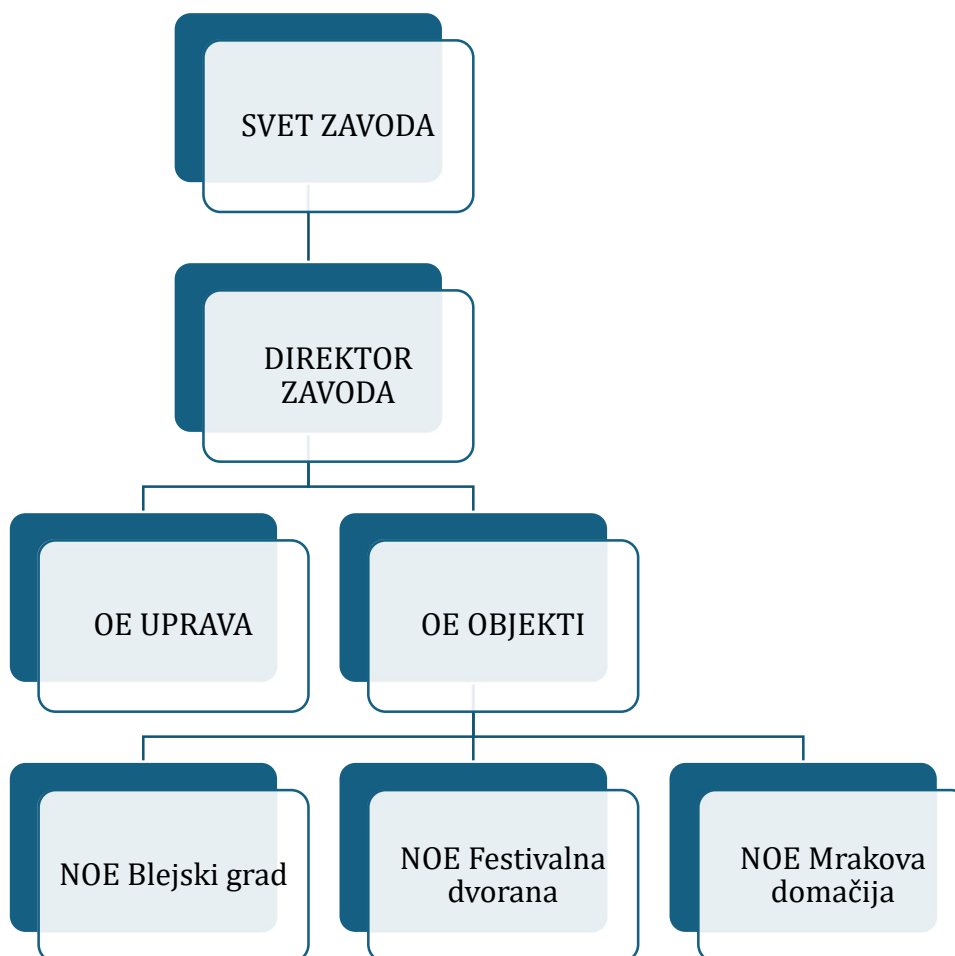 SVET ZAVODA
DIREKTOR
ZAVODA
OE UPRAVA
OE OBJEKTI
NOE Blejski grad
NOE Festivalna
dvorana
NOE Mrakova
domačija